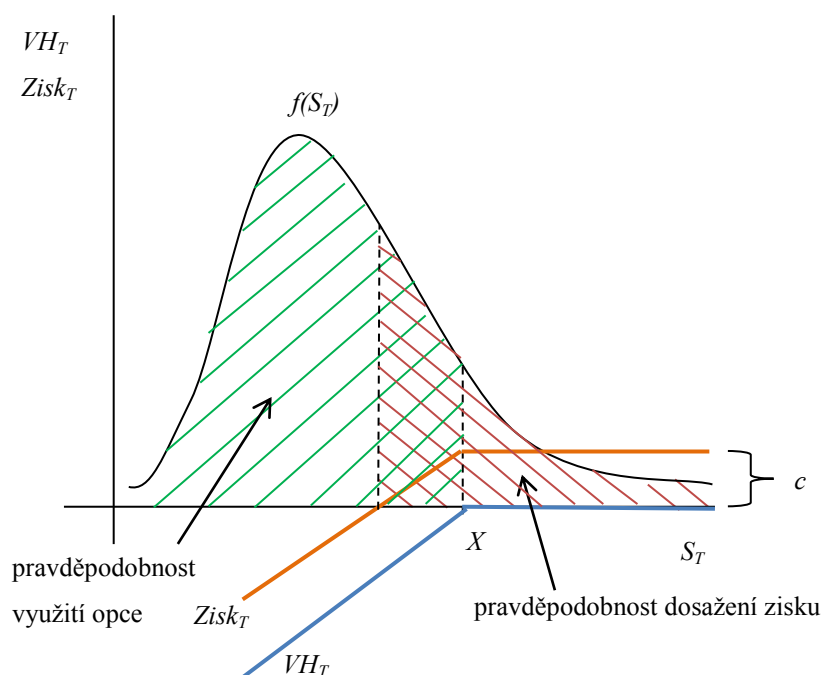 VH_T
Zisk_T
f(S_T)
c
X
S_T
pravděpodobnost
využití opce
Zisk_T
pravděpodobnost dosažení zisku
VH_T